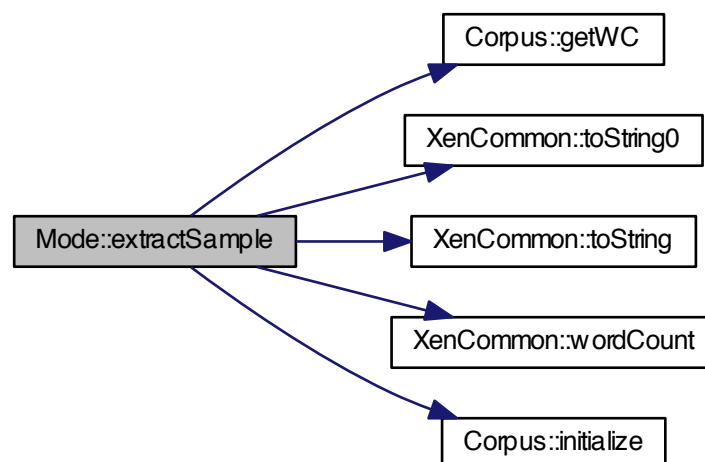 Corpus::getWC
XenCommon::toString0
Mode::extractSample
XenCommon::toString
XenCommon::wordCount
Corpus::initialize